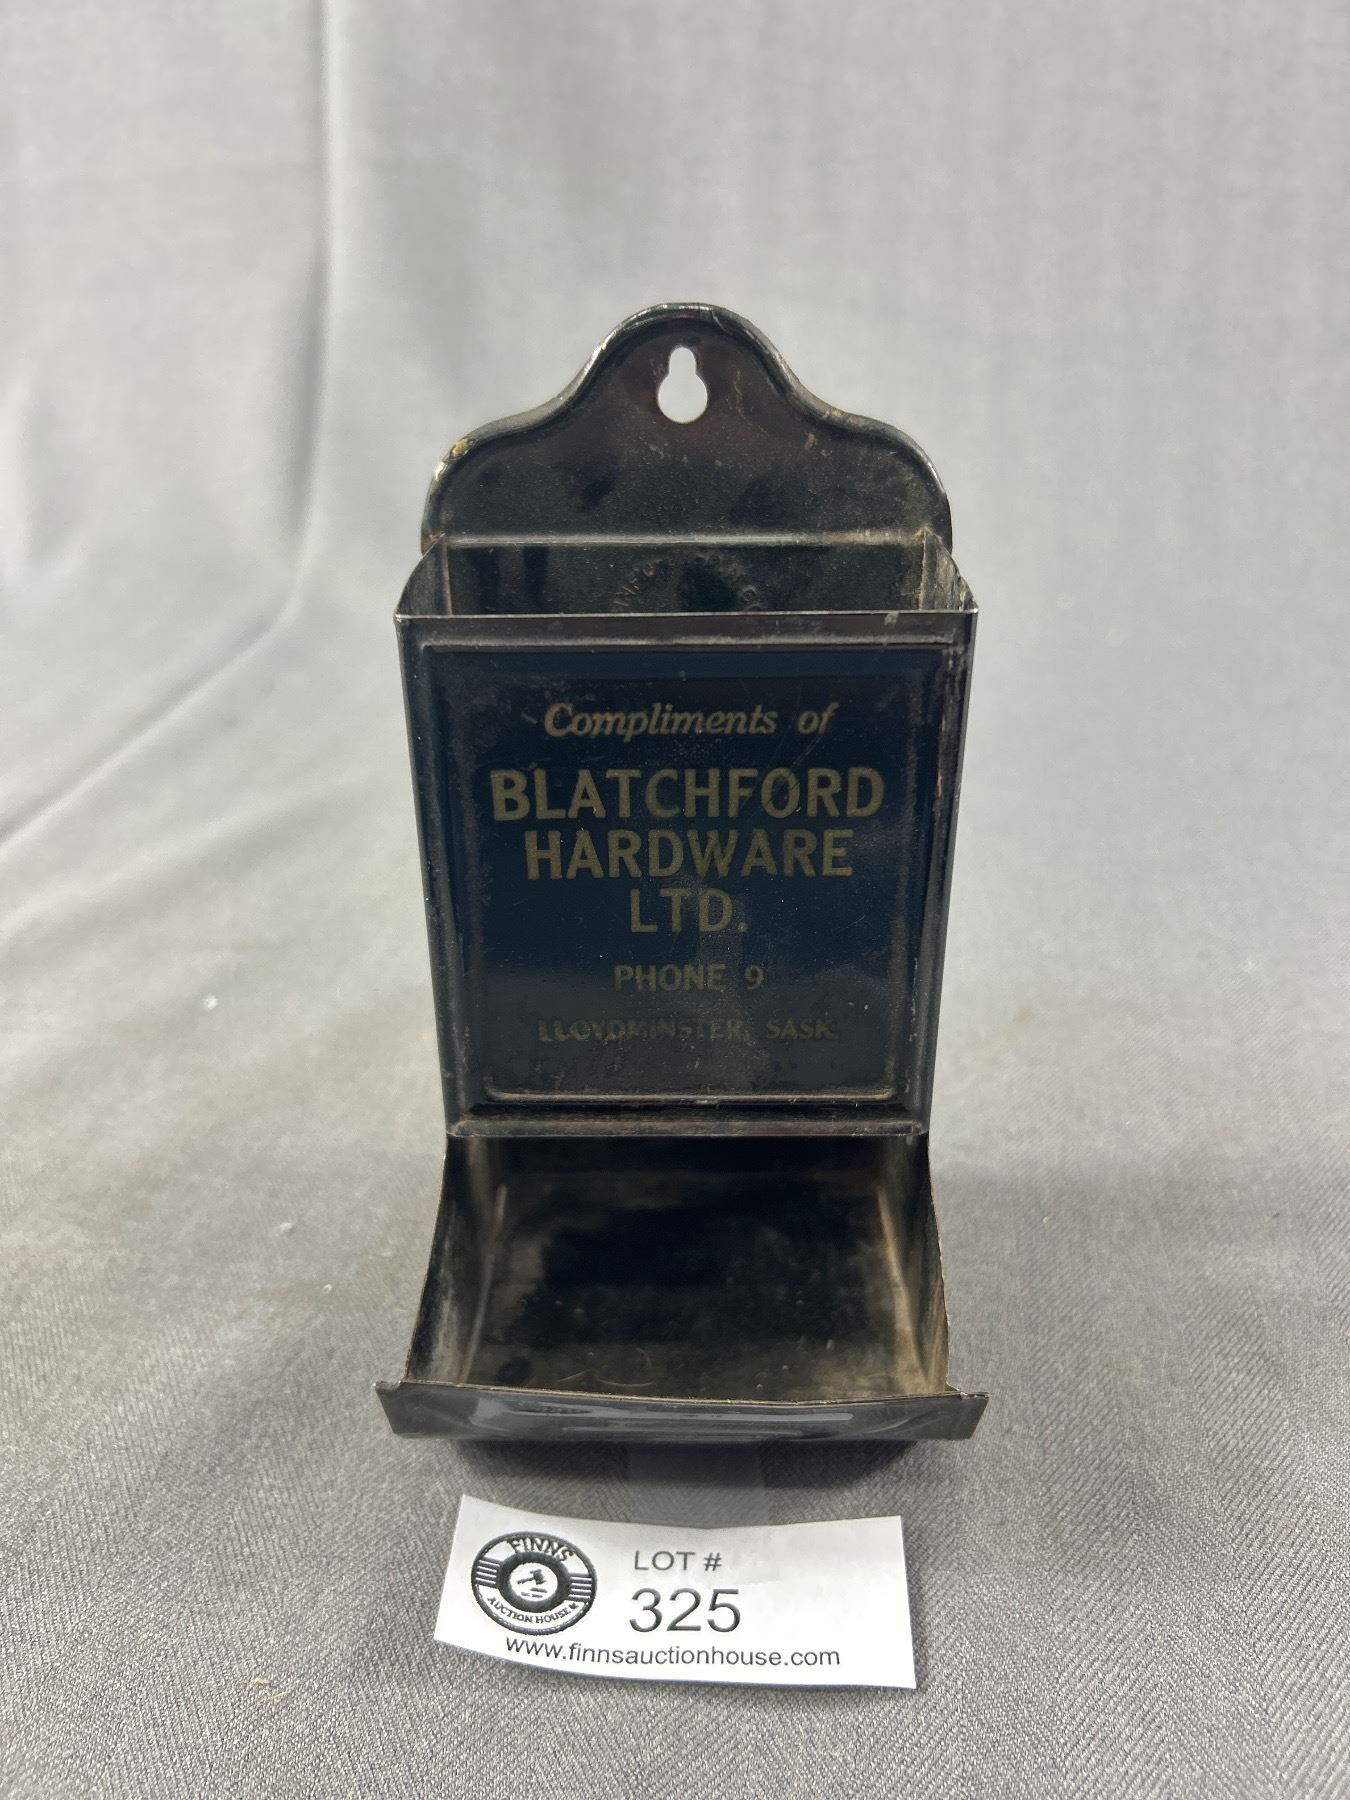 Compliments of
BLATCHFORD
HARDWARE
LTD.
PHONE 9
LLOYDMINSTER, SASK.
FINNS
AUCTION HOUSE
LOT #
325
www.finnsauctionhouse.com